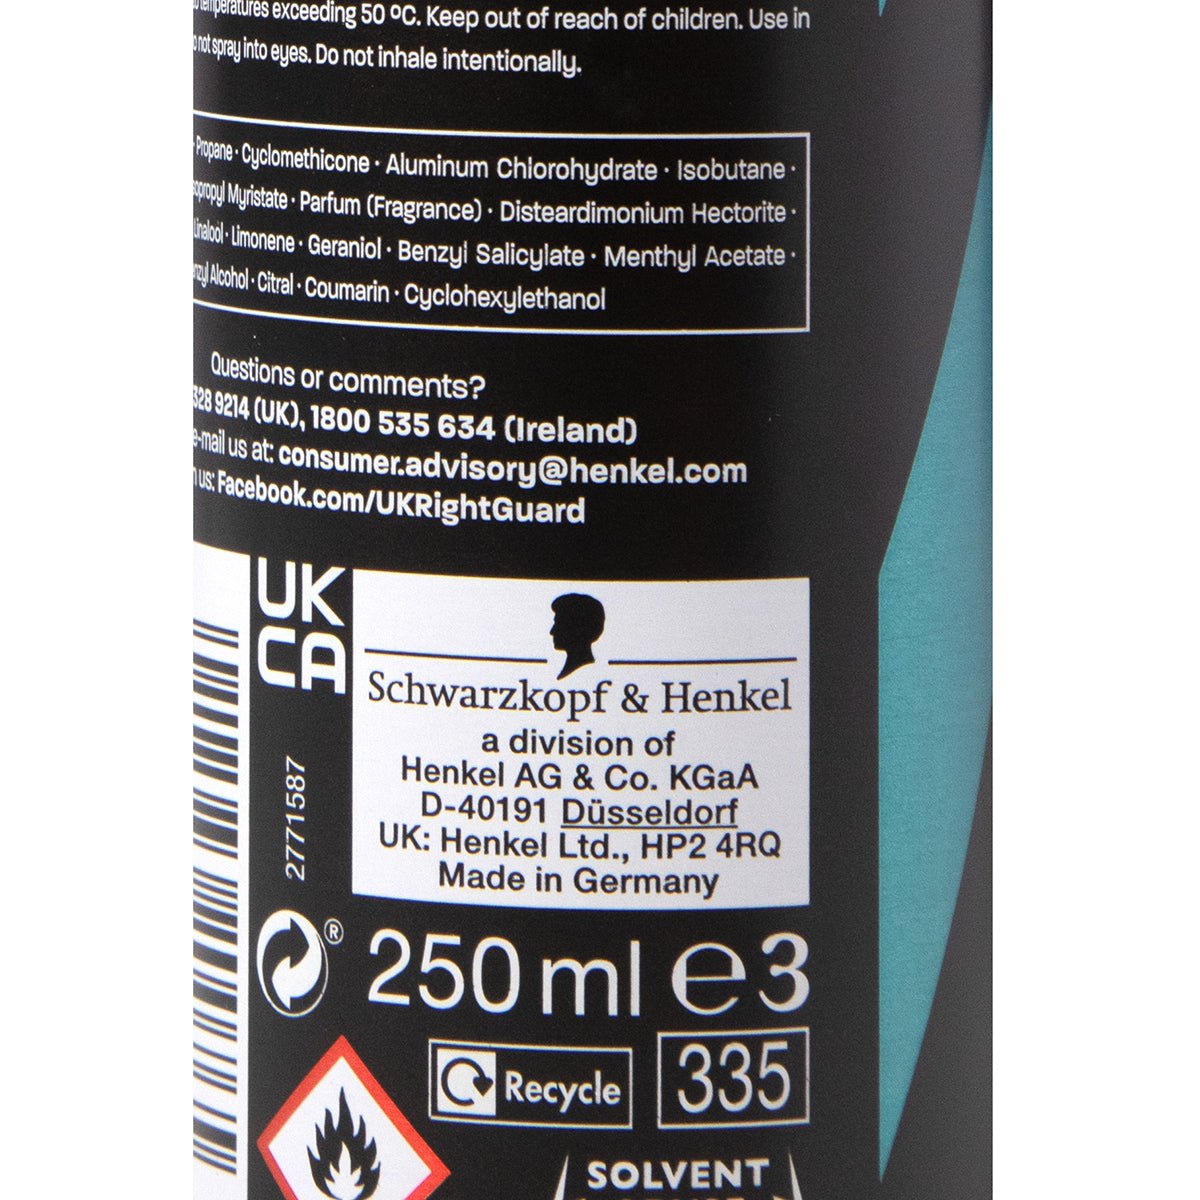 temperatures exceeding 50 ºC. Keep out of reach of children. Use in
not spray into eyes. Do not inhale intentionally.
Propane · Cyclomethicone · Aluminum Chlorohydrate · Isobutane ·
Myristate · Parfum (Fragrance) · Disteardimonium Hectorite ·
Linalool · Limonene · Geraniol · Benzyl Salicylate · Menthyl Acetate ·
Alcohol · Citral · Coumarin · Cyclohexylethanol
Questions or comments?
328 9214 (UK), 1800 535 634 (Ireland)
e-mail us at: consumer.advisory@henkel.com
us: Facebook.com/UKRightGuard
UK
CA
Schwarzkopf & Henkel
a division of
Henkel AG & Co. KGaA
D-40191 Düsseldorf
UK: Henkel Ltd., HP2 4RQ
Made in Germany
2771587
® 250 ml e 3
Recycle 335
SOLVENT